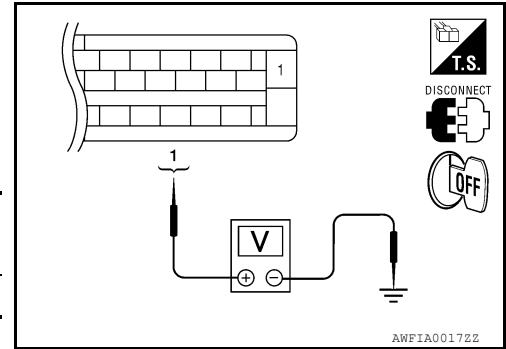 1
T.S.
DISCONNECT
OFF
1
V
+ −
AWFIA0017ZZ